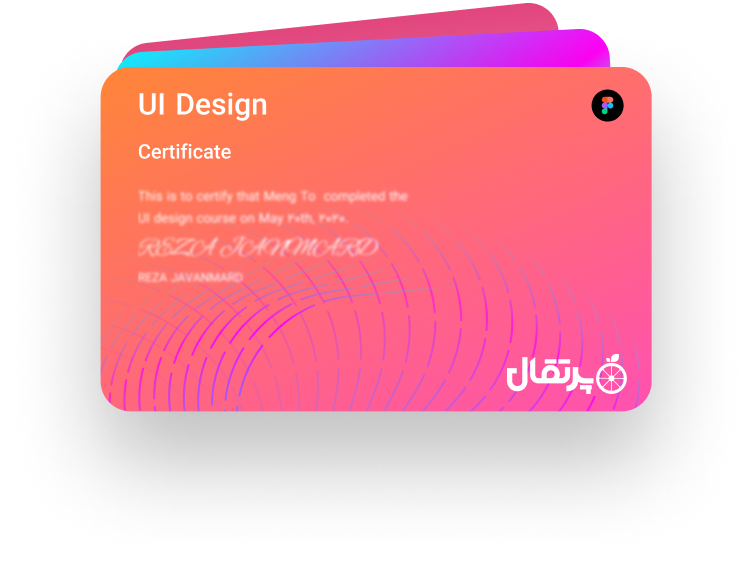 UI Design
Certificate
This is to certify that Meng To completed the
UI design course on May ۲۰th, ۲۰۲۰.
REZA JAVANMARD
REZA JAVANMARD
پرتقال